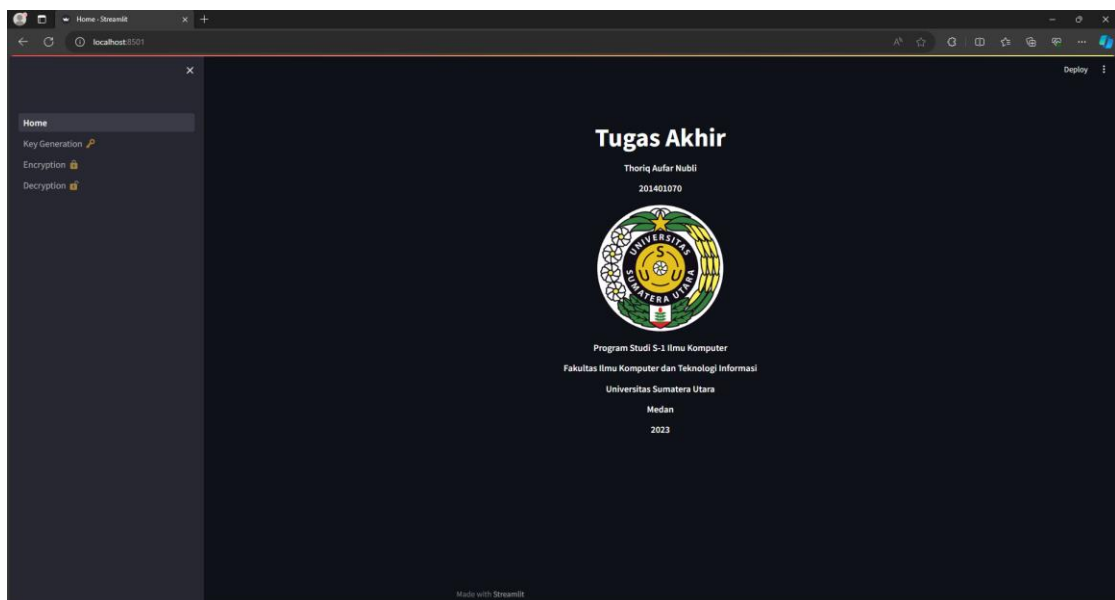 Home - Streamlit
localhost:8501
Deploy
Home
Key Generation
Encryption
Decryption
Tugas Akhir
Thoriq Aufar Nubli
201401070
UNIVERSITAS
SUMATERA UTARA
U S U
Program Studi S-1 Ilmu Komputer
Fakultas Ilmu Komputer dan Teknologi Informasi
Universitas Sumatera Utara
Medan
2023
Made with Streamlit